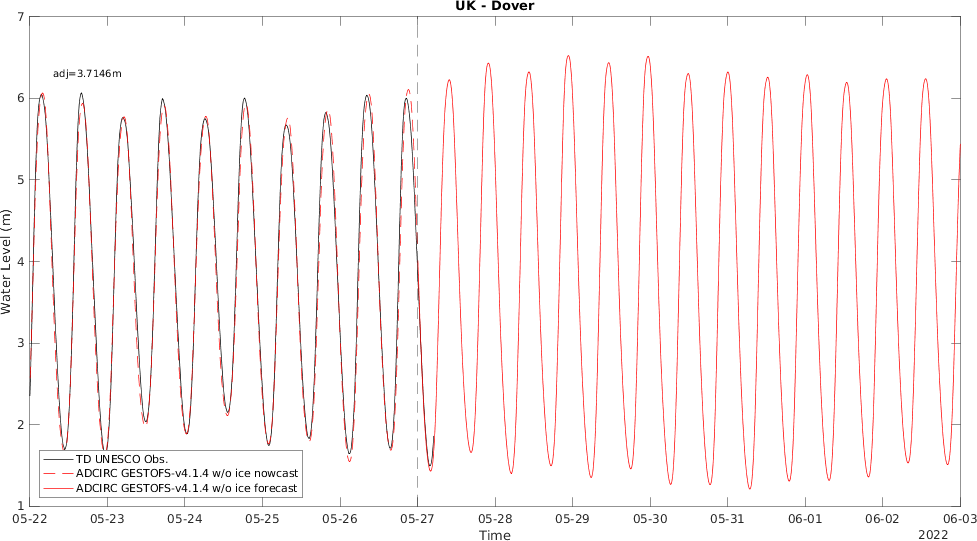 UK - Dover
adj=3.7146m
Water Level (m)
7
6
5
4
3
2
1
TD UNESCO Obs.
ADCIRC GESTOFS-v4.1.4 w/o ice nowcast
ADCIRC GESTOFS-v4.1.4 w/o ice forecast
05-22 05-23 05-24 05-25 05-26 05-27 05-28 05-29 05-30 05-31 06-01 06-02 06-03
Time
2022